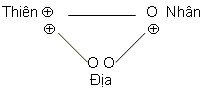 Thiên ⊕ O Nhân
⊕ ⊕
O O
Địa